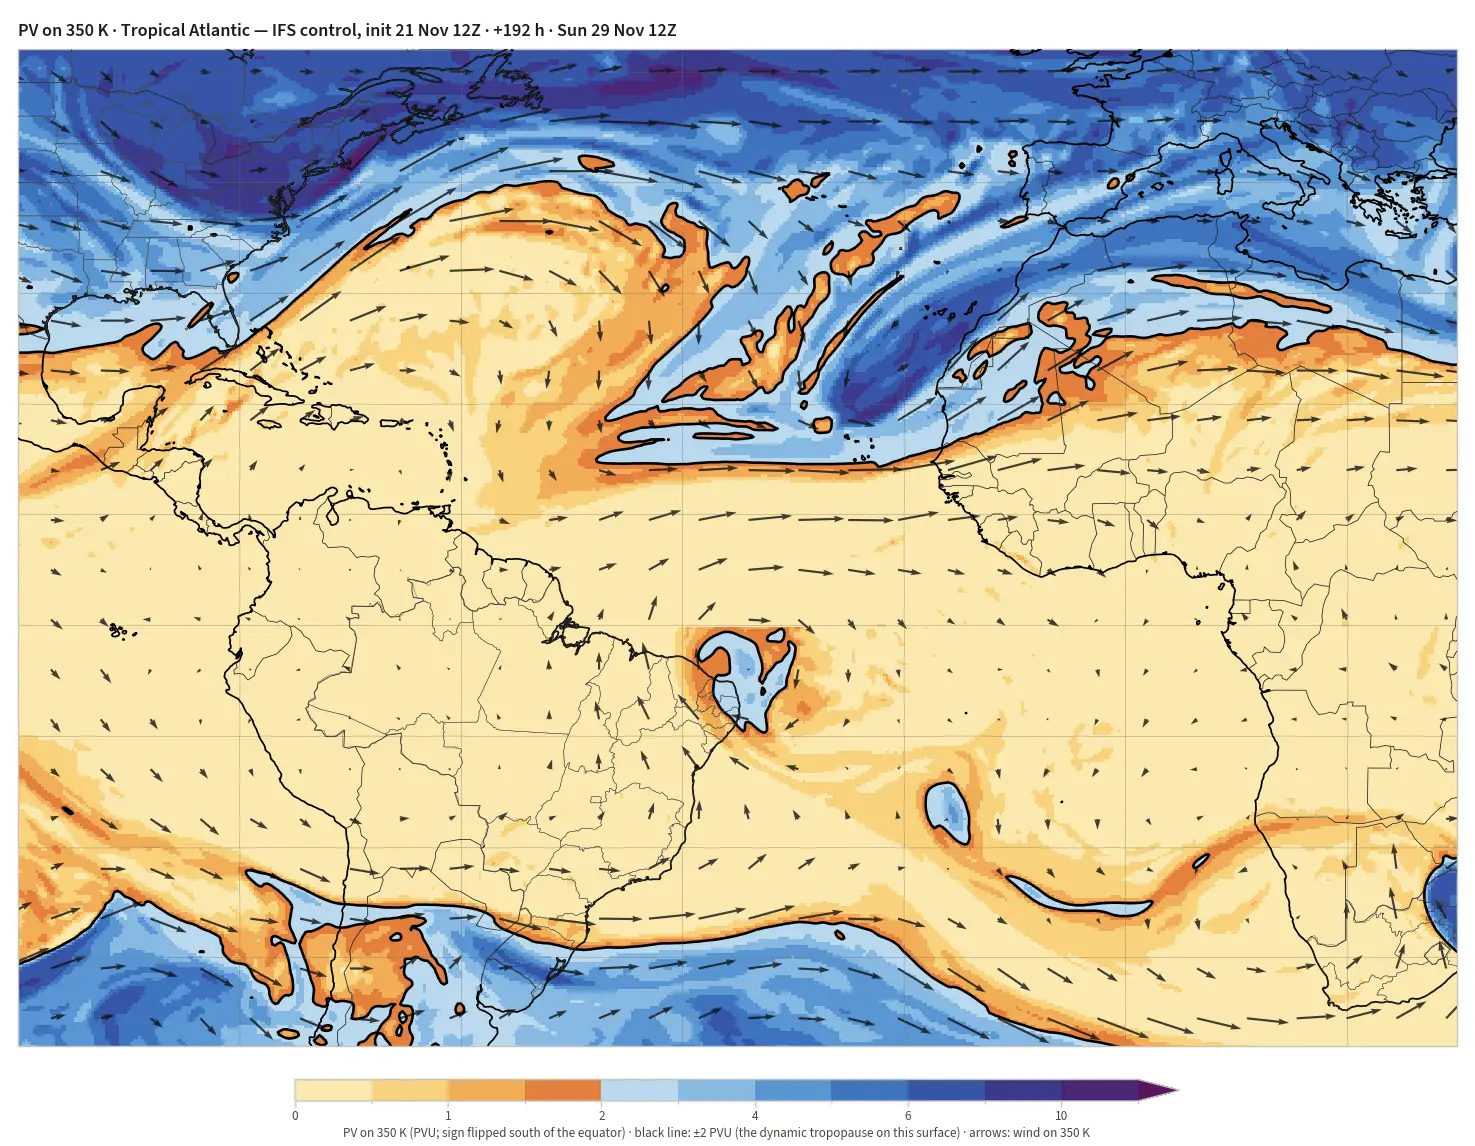 PV on 350 K · Tropical Atlantic — IFS control, init 21 Nov 12Z · +192 h · Sun 29 Nov 12Z
0 1 2 4 6 10
PV on 350 K (PVU; sign flipped south of the equator) · black line: ±2 PVU (the dynamic tropopause on this surface) · arrows: wind on 350 K